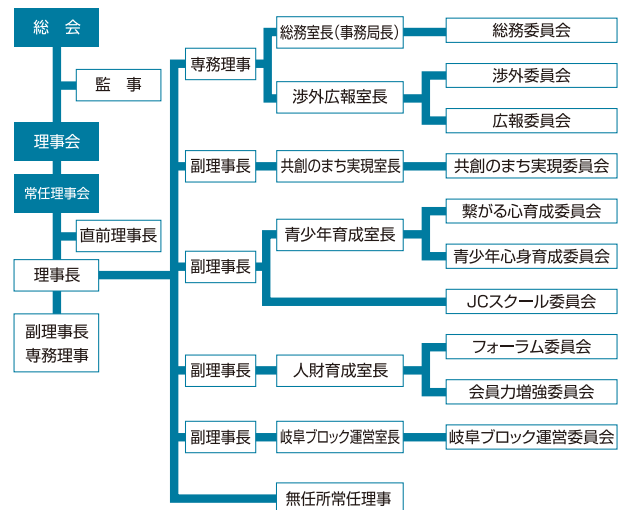 総　会
監　事
理事会
常任理事会
直前理事長
理事長
副理事長
専務理事
専務理事
総務室長(事務局長)
総務委員会
渉外広報室長
渉外委員会
広報委員会
副理事長
共創のまち実現室長
共創のまち実現委員会
副理事長
青少年育成室長
繋がる心育成委員会
青少年心身育成委員会
JCスクール委員会
副理事長
人財育成室長
フォーラム委員会
会員力増強委員会
副理事長
岐阜ブロック運営室長
岐阜ブロック運営委員会
無任所常任理事